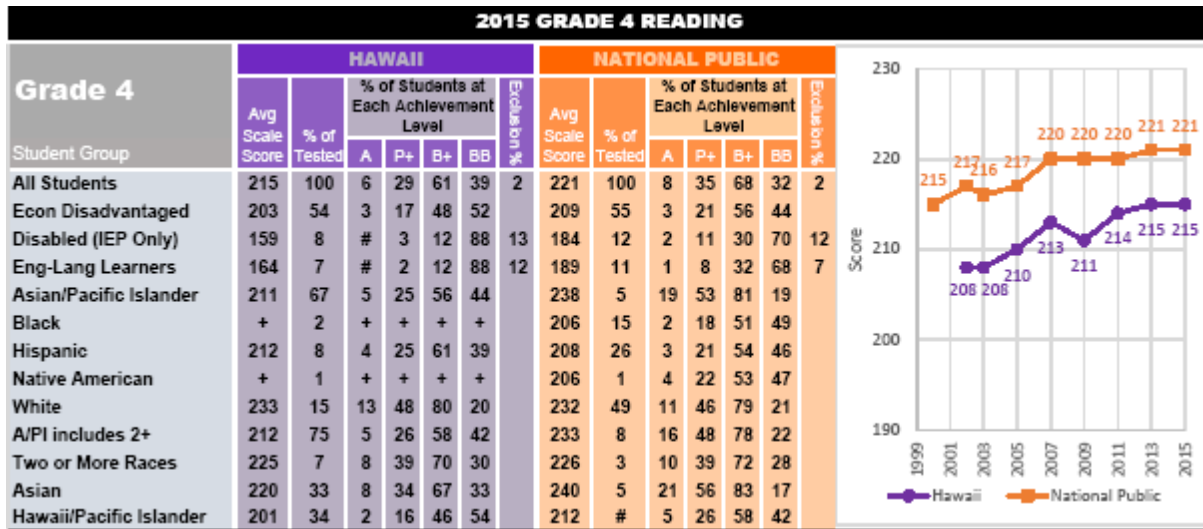 2015 GRADE 4 READING
Grade 4
Student Group
HAWAII
NATIONAL PUBLIC
Avg Scale Score
% of Tested
% of Students at Each Achievement Level
Exclusion %
Avg Scale Score
% of Tested
% of Students at Each Achievement Level
Exclusion %
A P+ B+ BB A P+ B+ BB
All Students 215 100 6 29 61 39 2 221 100 8 35 68 32 2
Econ Disadvantaged 203 54 3 17 48 52 209 55 3 21 56 44
Disabled (IEP Only) 159 8 # 3 12 88 13 184 12 2 11 30 70 12
Eng-Lang Learners 164 7 # 2 12 88 12 189 11 1 8 32 68 7
Asian/Pacific Islander 211 67 5 25 56 44 238 5 19 53 81 19
Black + 2 + + + + 206 15 2 18 51 49
Hispanic 212 8 4 25 61 39 208 26 3 21 54 46
Native American + 1 + + + + 206 1 4 22 53 47
White 233 15 13 48 80 20 232 49 11 46 79 21
A/PI includes 2+ 212 75 5 26 58 42 233 8 16 48 78 22
Two or More Races 225 7 8 39 70 30 226 3 10 39 72 28
Asian 220 33 8 34 67 33 240 5 21 56 83 17
Hawaii/Pacific Islander 201 34 2 16 46 54 212 # 5 26 58 42
230
220
210
200
190
Score
215 217 216 217 220 220 220 221 221
208 208 210 213 211 214 215 215
1999 2001 2003 2005 2007 2009 2011 2013 2015
Hawaii National Public